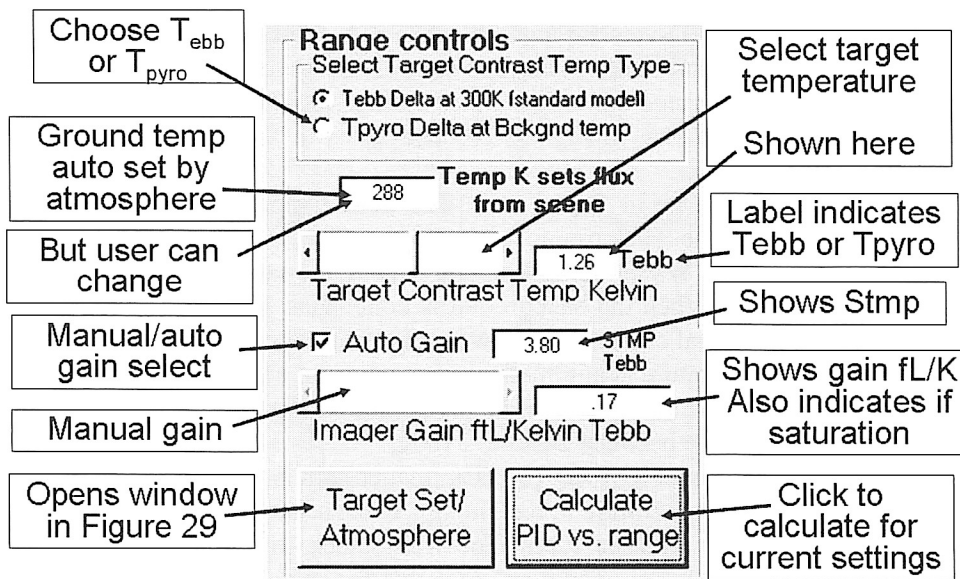 Choose Tebb
or Tpyro
Ground temp
auto set by
atmosphere
But user can
change
Manual/auto
gain select
Manual gain
Opens window
in Figure 29
Range controls
Select Target Contrast Temp Type
Tebb Delta at 300K (standard model)
Tpyro Delta at Bckgnd temp
288
Temp K sets flux
from scene
1.26 Tebb
Target Contrast Temp Kelvin
Auto Gain 3.80 STMP
Tebb
.17
Imager Gain ftL/Kelvin Tebb
Target Set/
Atmosphere
Calculate
PID vs. range
Select target
temperature
Shown here
Label indicates
Tebb or Tpyro
Shows Stmp
Shows gain fL/K
Also indicates if
saturation
Click to
calculate for
current settings